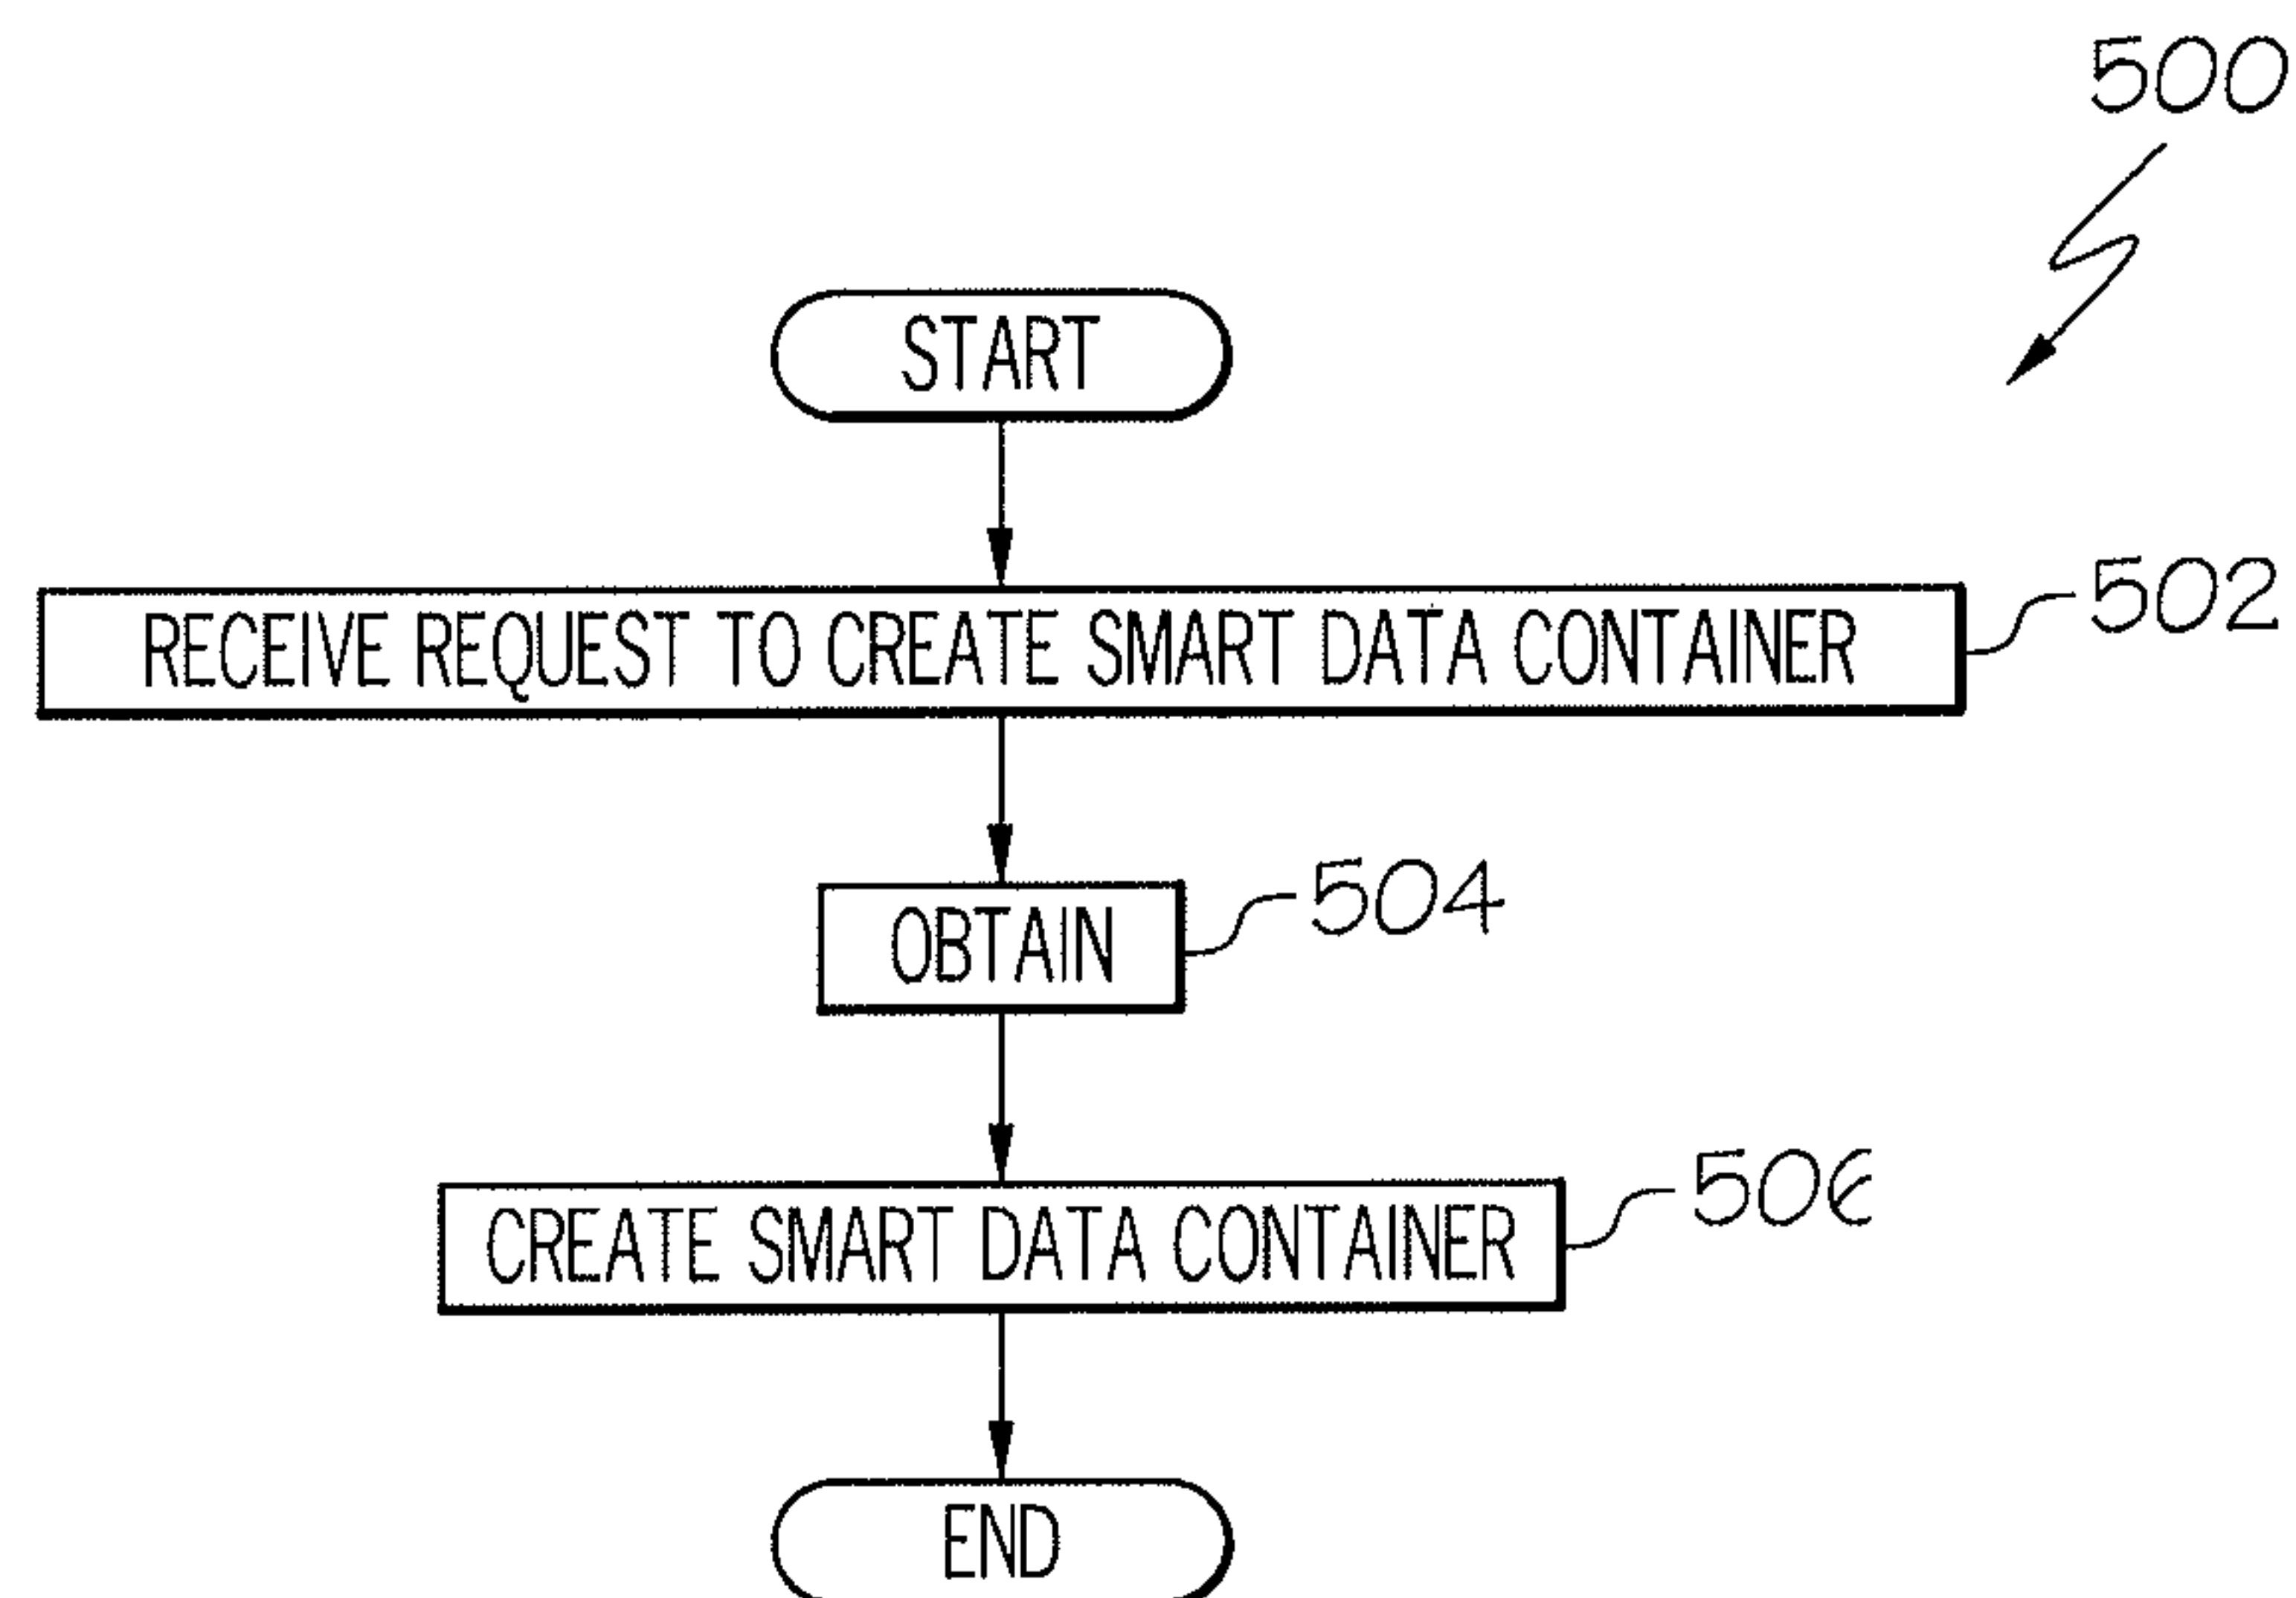 500
START
RECEIVE REQUEST TO CREATE SMART DATA CONTAINER
502
OBTAIN
504
CREATE SMART DATA CONTAINER
506
END